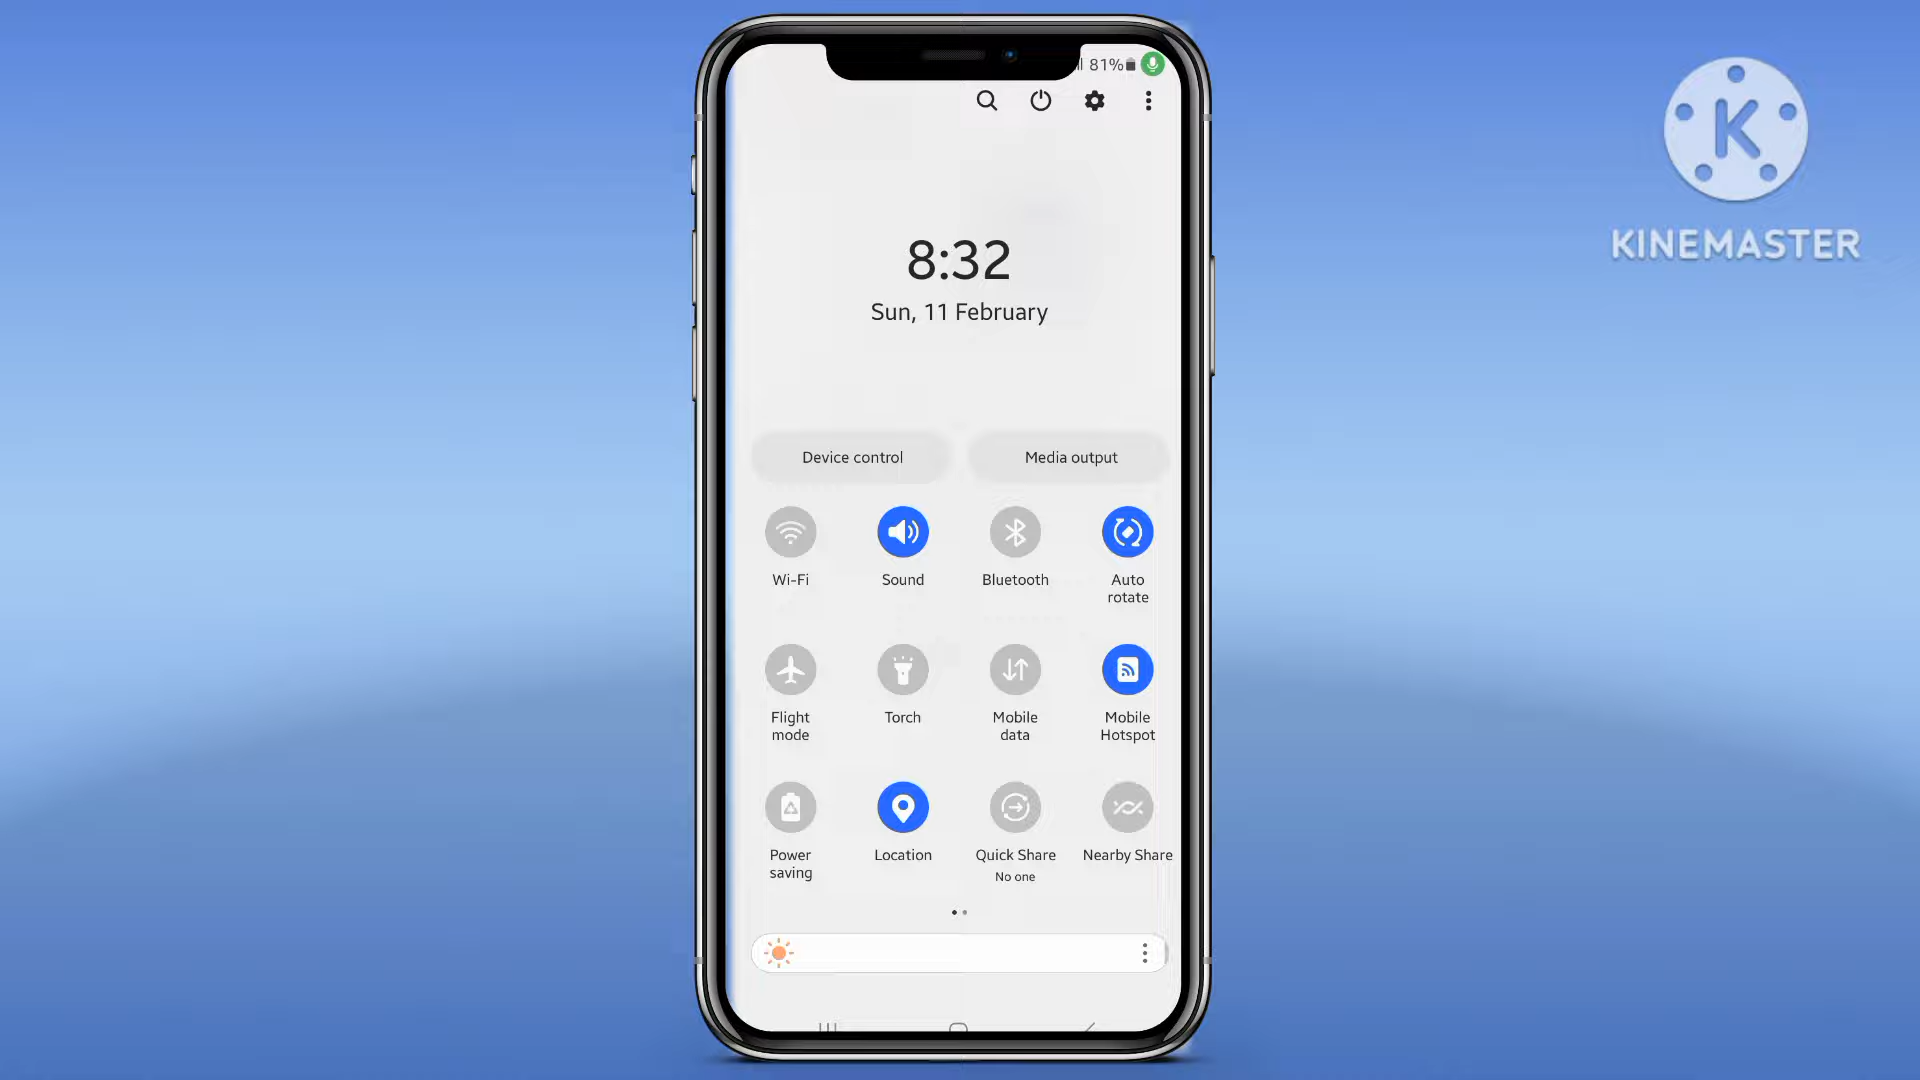 81%
K
KINEMASTER
8:32
Sun, 11 February
Device control
Media output
Wi-Fi
Sound
Bluetooth
Auto
rotate
Flight
mode
Torch
Mobile
data
Mobile
Hotspot
Power
saving
Location
Quick Share
No one
Nearby Share